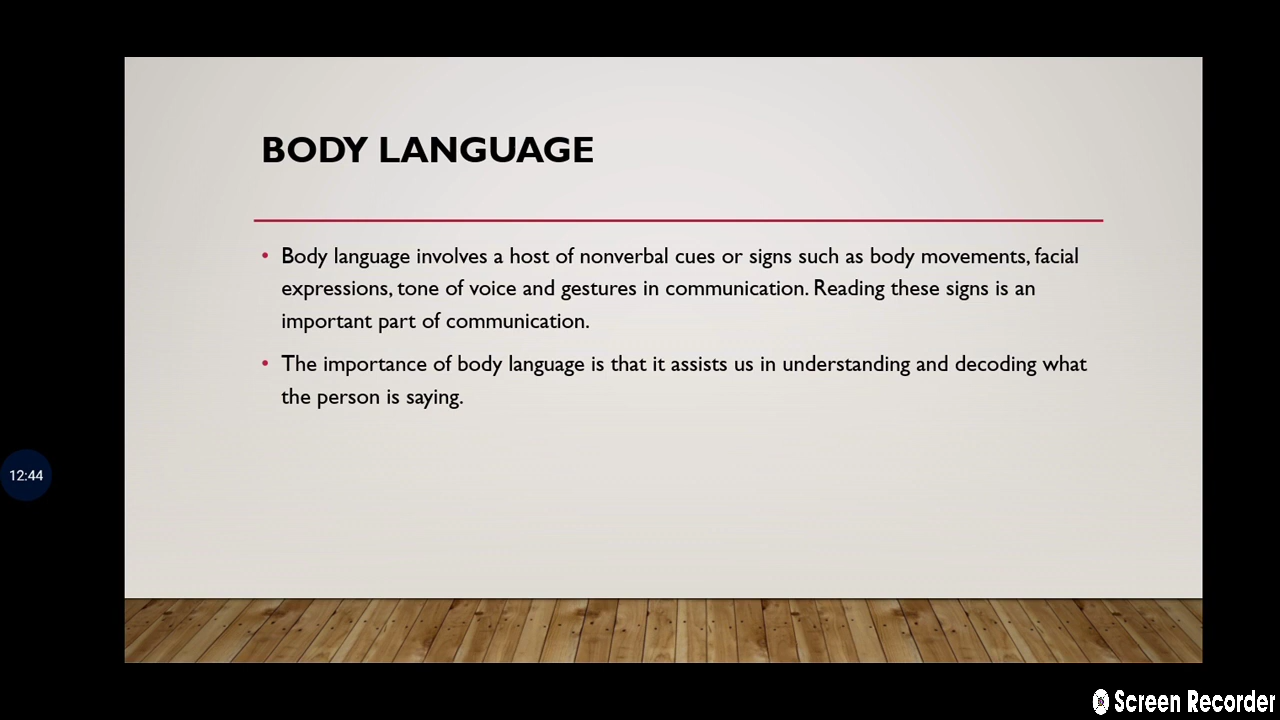 BODY LANGUAGE
• Body language involves a host of nonverbal cues or signs such as body movements, facial
expressions, tone of voice and gestures in communication. Reading these signs is an
important part of communication.
• The importance of body language is that it assists us in understanding and decoding what
the person is saying.
12:44
Screen Recorder